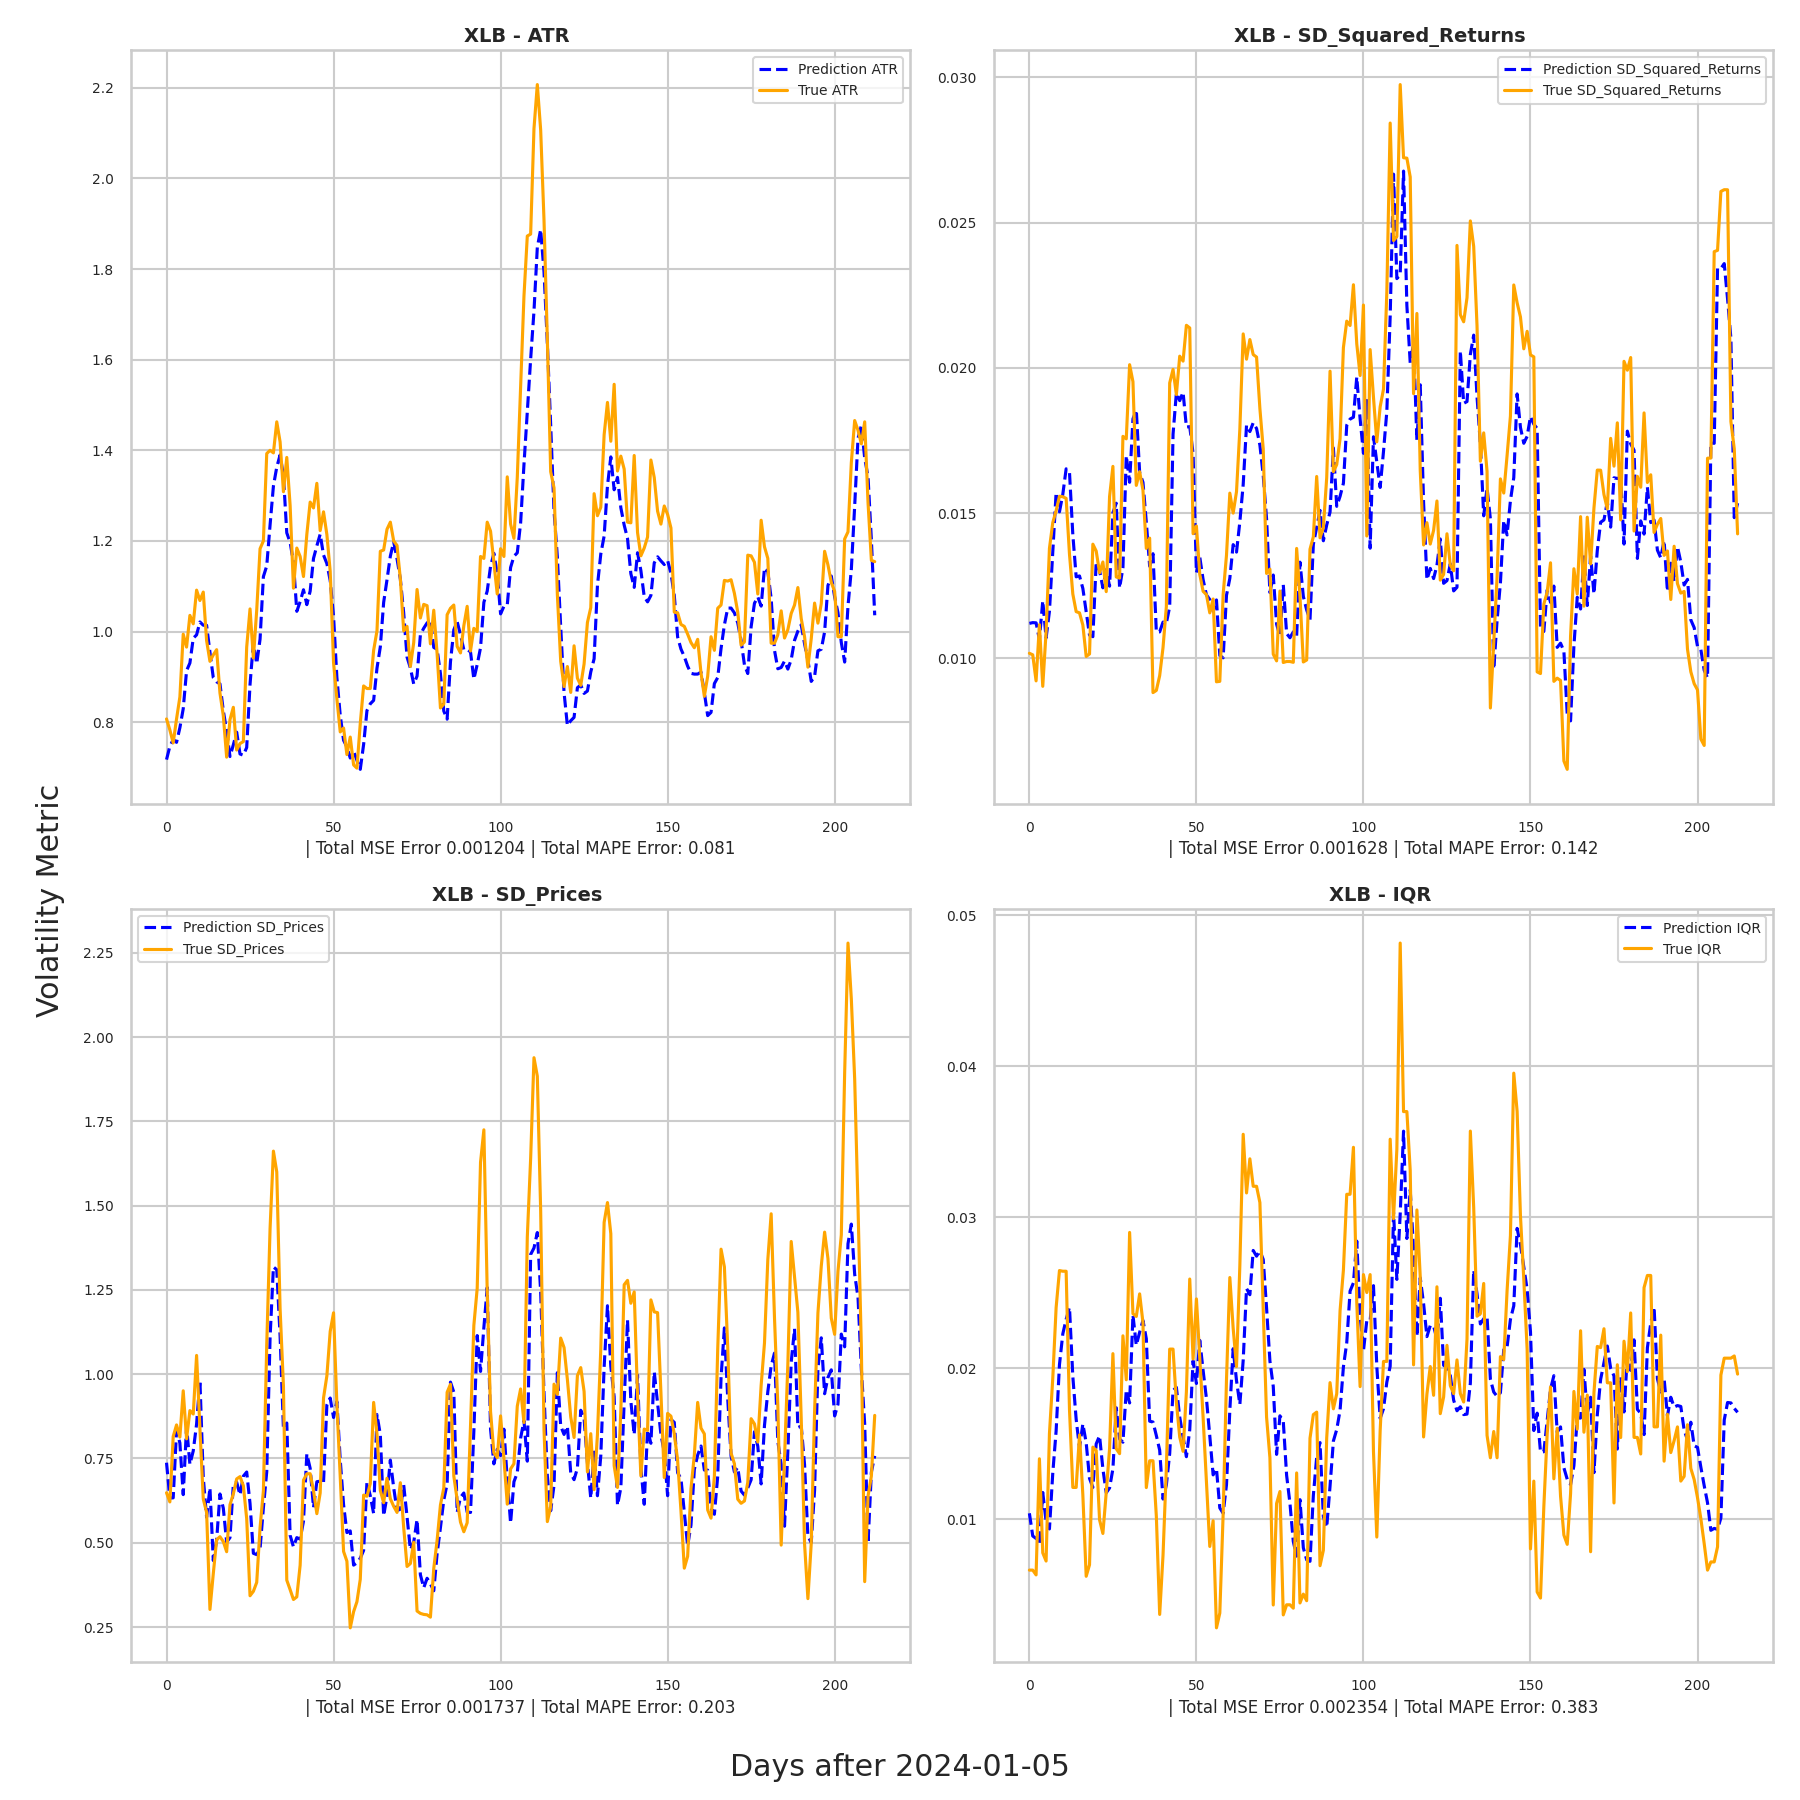 XLB - ATR
Prediction ATR
True ATR
2.2
2.0
1.8
1.6
1.4
1.2
1.0
0.8
0 50 100 150 200
| Total MSE Error 0.001204 | Total MAPE Error: 0.081
XLB - SD_Squared_Returns
Prediction SD_Squared_Returns
True SD_Squared_Returns
0.030
0.025
0.020
0.015
0.010
0 50 100 150 200
| Total MSE Error 0.001628 | Total MAPE Error: 0.142
Volatility Metric
XLB - SD_Prices
Prediction SD_Prices
True SD_Prices
2.25
2.00
1.75
1.50
1.25
1.00
0.75
0.50
0.25
0 50 100 150 200
| Total MSE Error 0.001737 | Total MAPE Error: 0.203
XLB - IQR
Prediction IQR
True IQR
0.05
0.04
0.03
0.02
0.01
0 50 100 150 200
| Total MSE Error 0.002354 | Total MAPE Error: 0.383
Days after 2024-01-05